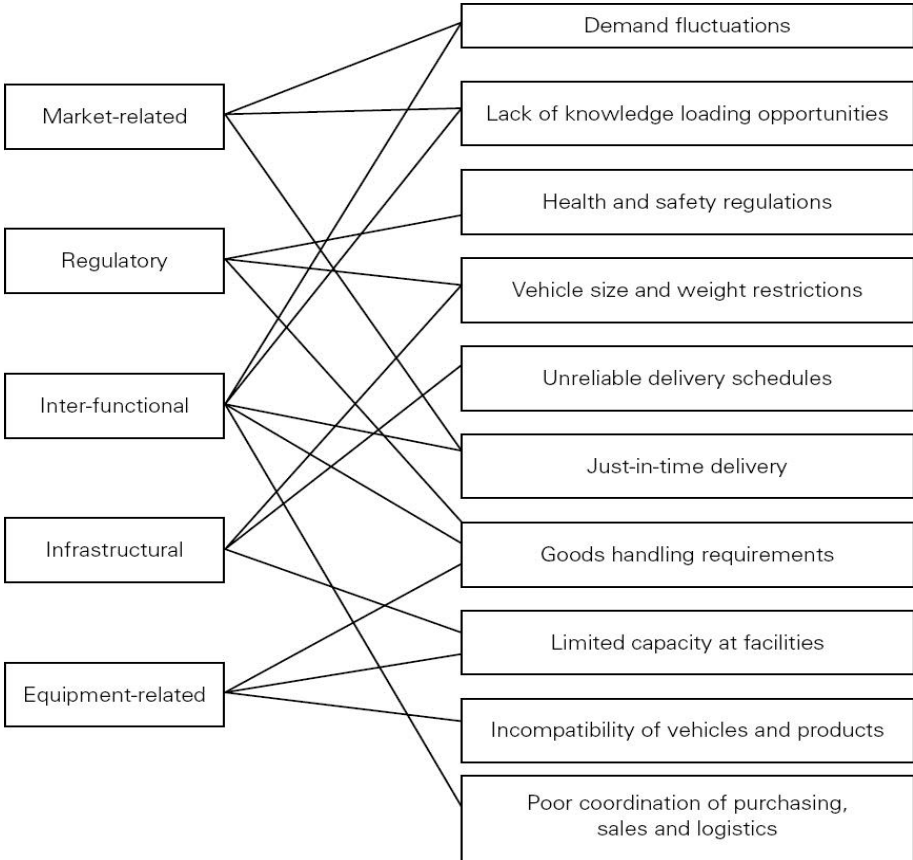 Market-related
Regulatory
Inter-functional
Infrastructural
Equipment-related
Demand fluctuations
Lack of knowledge loading opportunities
Health and safety regulations
Vehicle size and weight restrictions
Unreliable delivery schedules
Just-in-time delivery
Goods handling requirements
Limited capacity at facilities
Incompatibility of vehicles and products
Poor coordination of purchasing,
sales and logistics